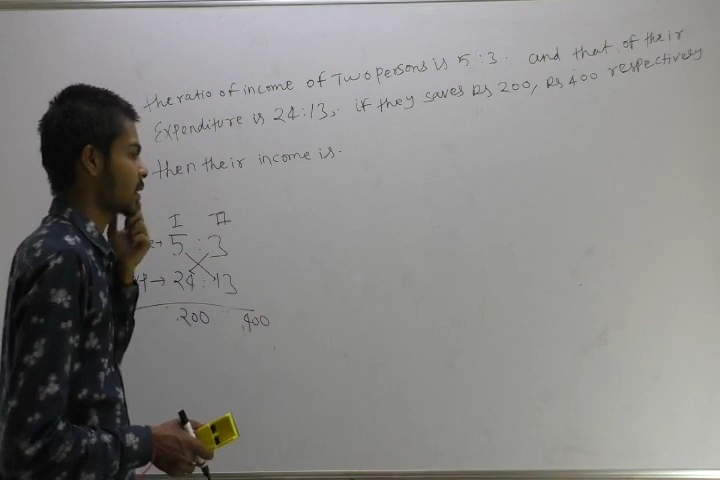 the ratio of income of Two persons is 5:3. and that of their
Expenditure is 24:13, if they saves Rs 200, Rs 400 respectively
then their income is.
I II
→ 5 : 3
→ 24 : 13
200 400